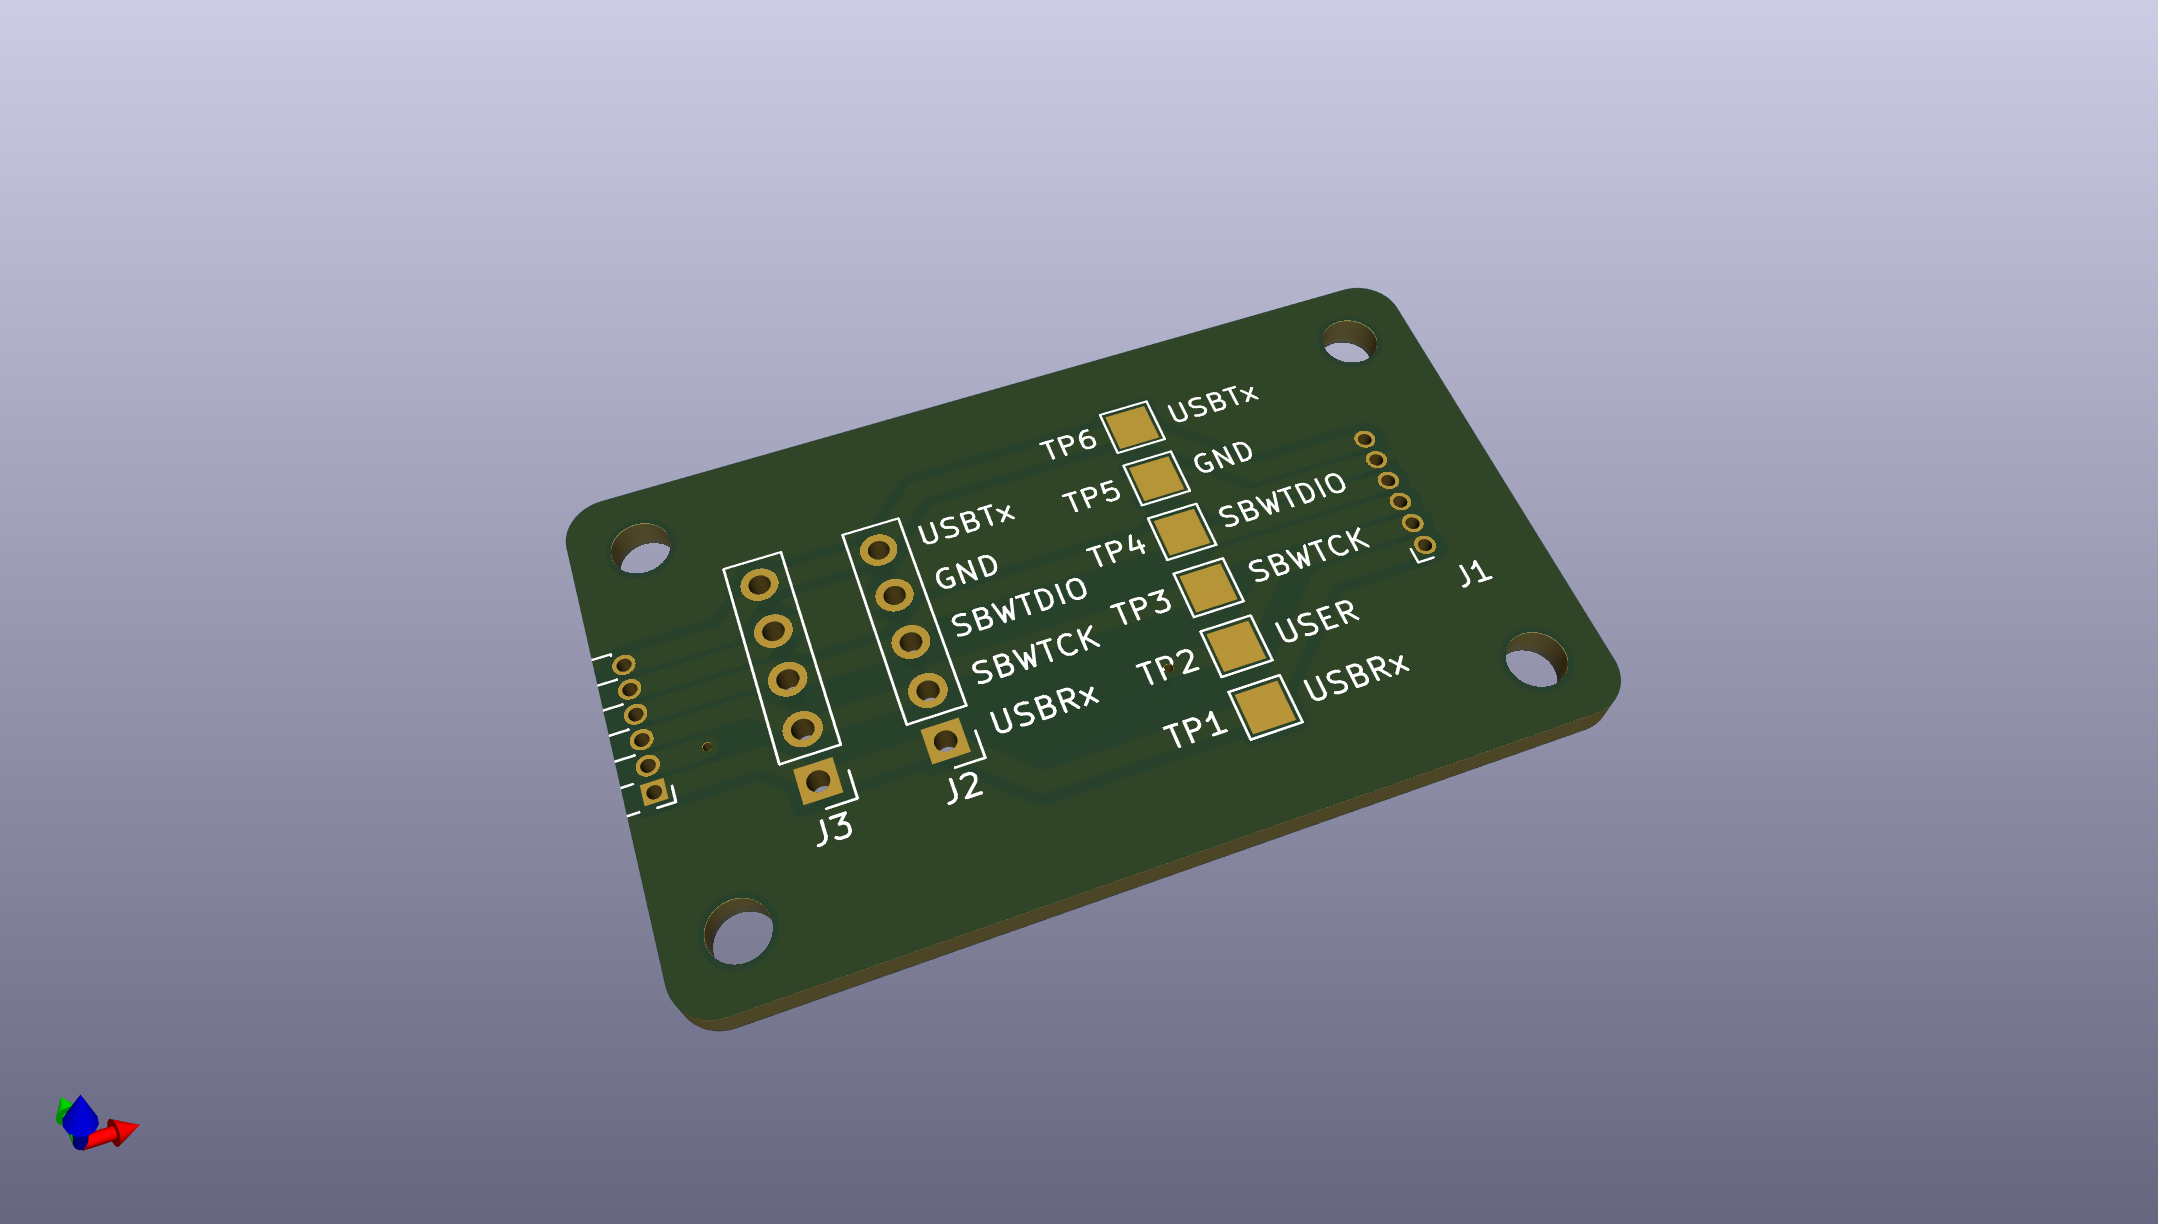 TP6 USBTx
TP5 GND
TP4 SBWTDIO
TP3 SBWTCK
TP2 USER
TP1 USBRx
J1
USBTx
GND
SBWTDIO
SBWTCK
USBRx
J2
J3